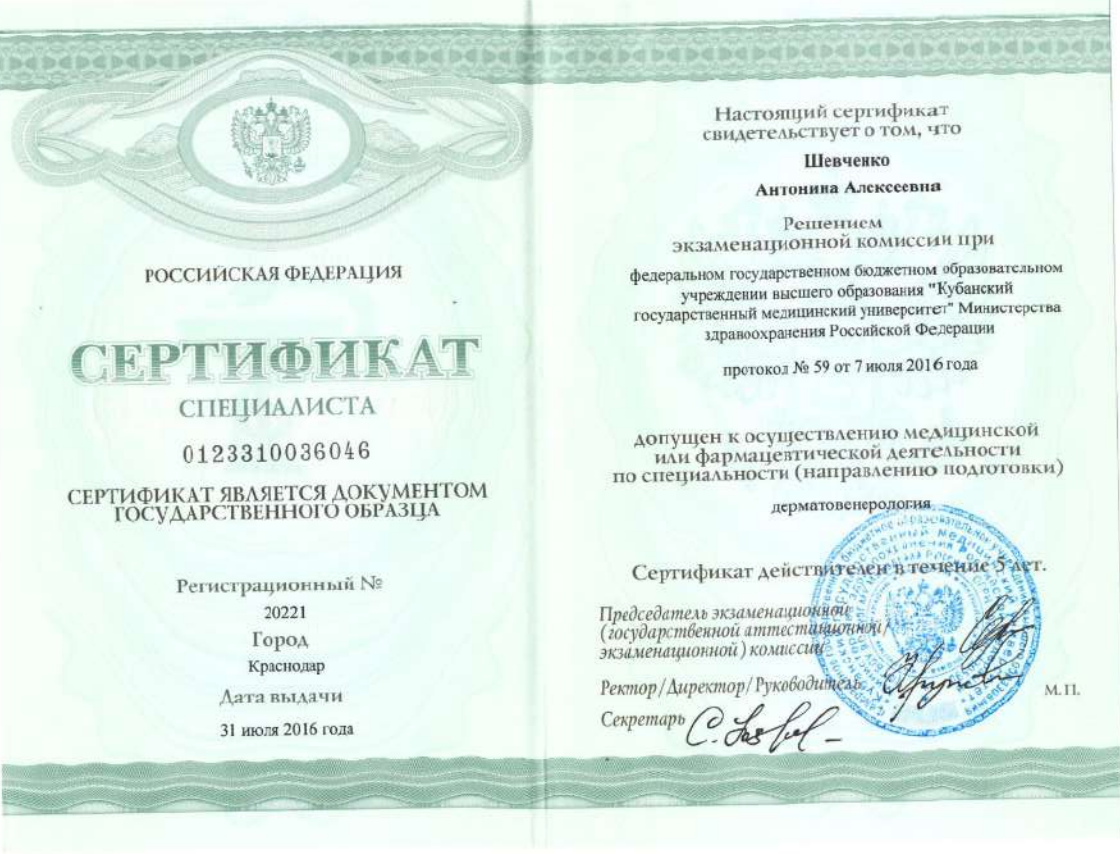 РОССИЙСКАЯ ФЕДЕРАЦИЯ
СЕРТИФИКАТ
СПЕЦИАЛИСТА
0123310036046
СЕРТИФИКАТ ЯВЛЯЕТСЯ ДОКУМЕНТОМ
ГОСУДАРСТВЕННОГО ОБРАЗЦА
Регистрационный №
20221
Город
Краснодар
Дата выдачи
31 июля 2016 года
Настоящий сертификат
свидетельствует о том, что
Шевченко
Антонина Алексеевна
Решением
экзаменационной комиссии при
федеральном государственном бюджетном образовательном
учреждении высшего образования "Кубанский
государственный медицинский университет" Министерства
здравоохранения Российской Федерации
протокол № 59 от 7 июля 2016 года
допущен к осуществлению медицинской
или фармацевтической деятельности
по специальности (направлению подготовки)
дерматовенерология
Сертификат действителен в течение 5 лет.
Председатель экзаменационной
(государственной аттестационной/
экзаменационной) комиссии
Ректор/Директор/Руководитель
М.П.
Секретарь